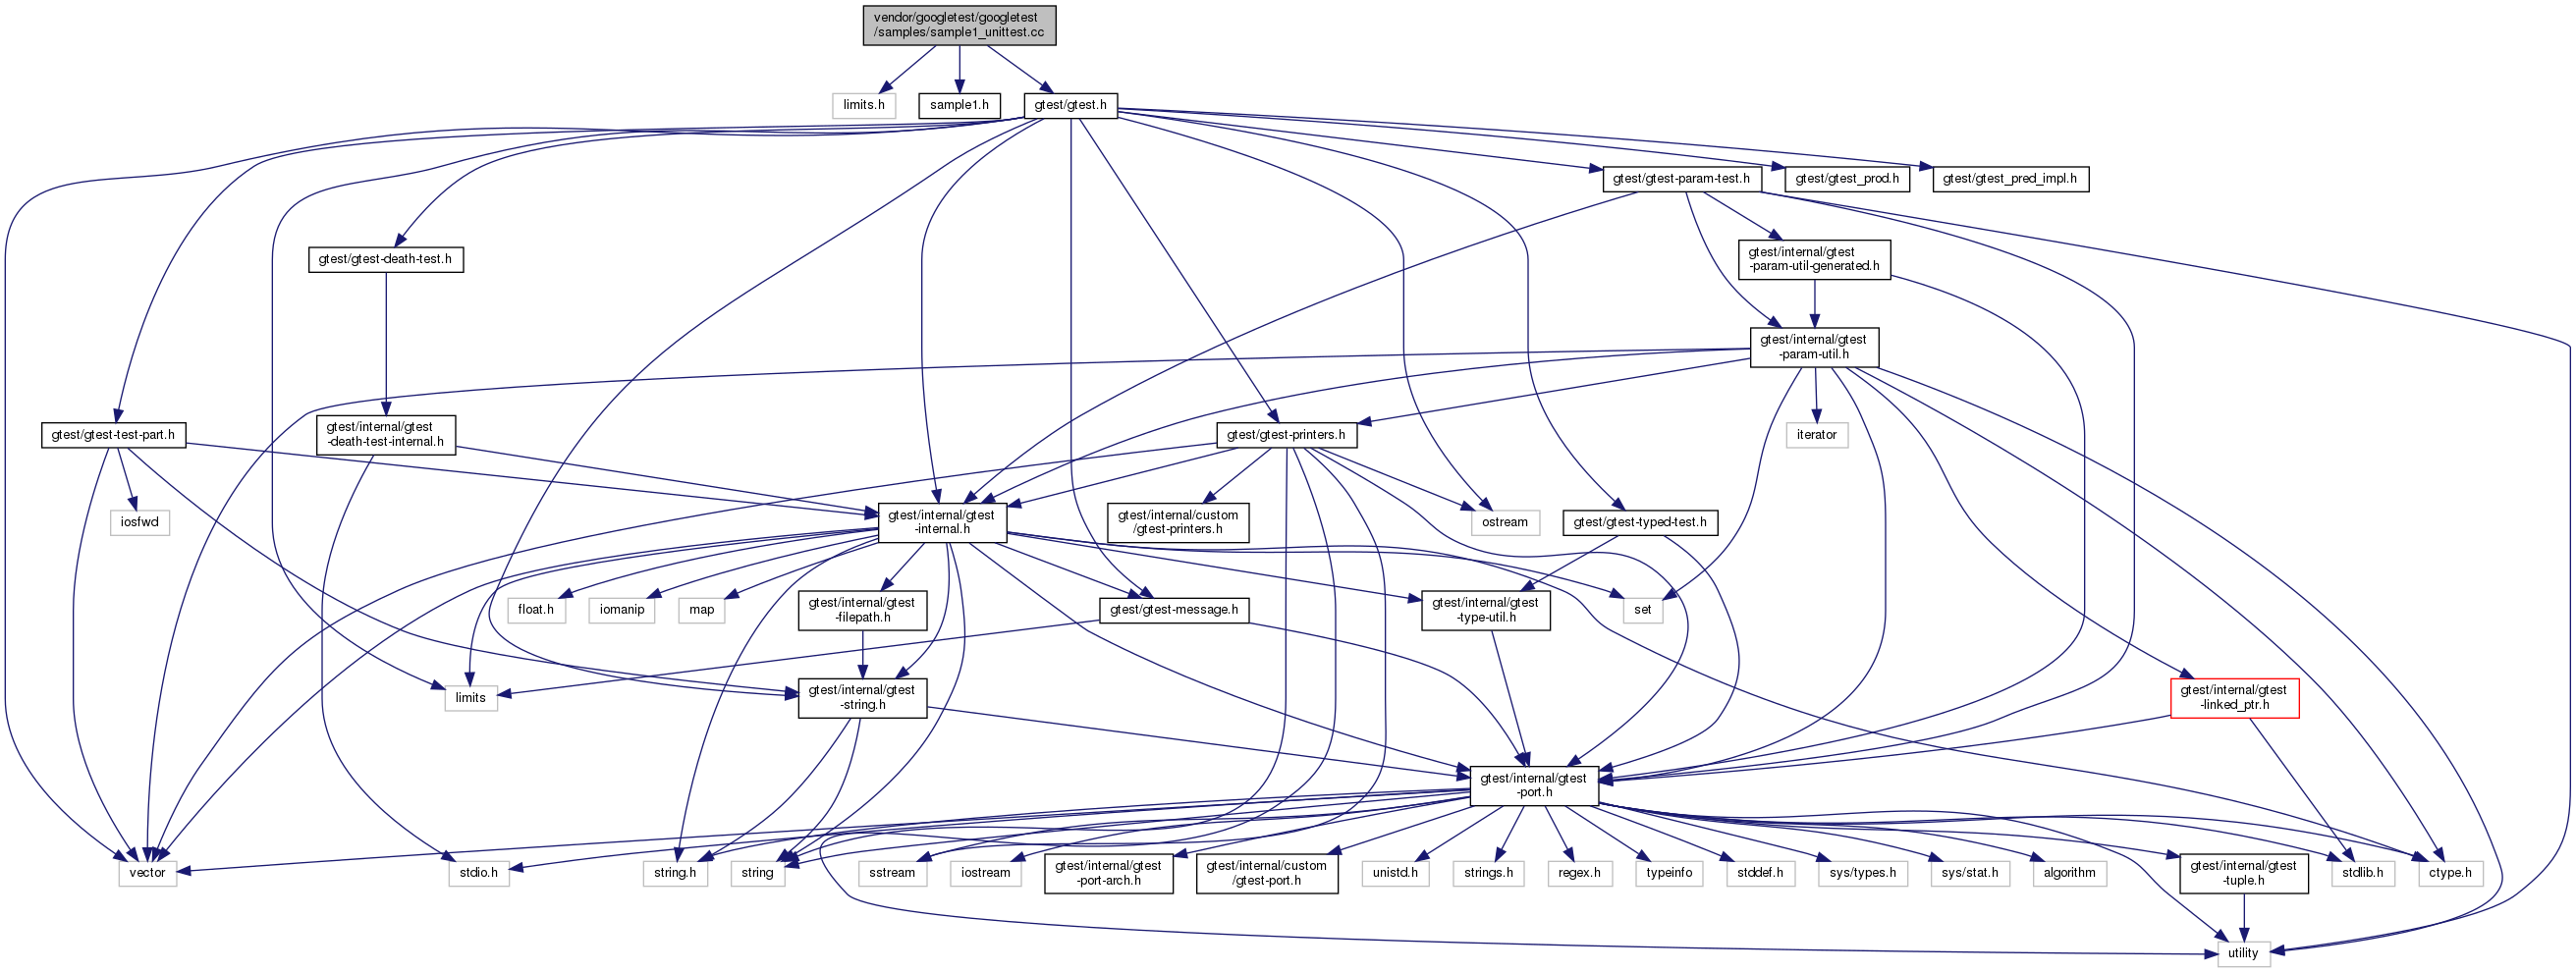 vendor/googletest/googletest
/samples/sample1_unittest.cc
limits.h
sample1.h
gtest/gtest.h
gtest/gtest-param-test.h
gtest/gtest_prod.h
gtest/gtest_pred_impl.h
gtest/gtest-death-test.h
gtest/internal/gtest
-param-util-generated.h
gtest/internal/gtest
-param-util.h
gtest/gtest-test-part.h
gtest/internal/gtest
-death-test-internal.h
gtest/gtest-printers.h
iterator
iosfwd
gtest/internal/gtest
-internal.h
gtest/internal/custom
/gtest-printers.h
ostream
gtest/gtest-typed-test.h
float.h
iomanip
map
gtest/internal/gtest
-filepath.h
gtest/gtest-message.h
gtest/internal/gtest
-type-util.h
set
limits
gtest/internal/gtest
-string.h
gtest/internal/gtest
-linked_ptr.h
gtest/internal/gtest
-port.h
vector
stdio.h
string.h
string
sstream
iostream
gtest/internal/gtest
-port-arch.h
gtest/internal/custom
/gtest-port.h
unistd.h
strings.h
regex.h
typeinfo
stddef.h
sys/types.h
sys/stat.h
algorithm
gtest/internal/gtest
-tuple.h
stdlib.h
ctype.h
utility